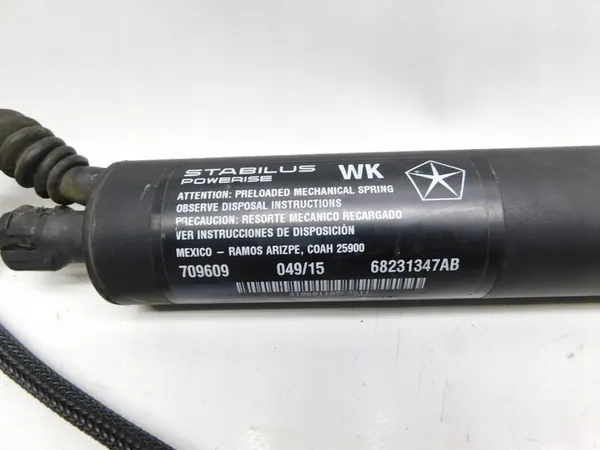 STABILUS WK
POWERISE
ATTENTION: PRELOADED MECHANICAL SPRING
OBSERVE DISPOSAL INSTRUCTIONS
PRECAUCION: RESORTE MECANICO RECARGADO
VER INSTRUCCIONES DE DISPOSICIÓN
MEXICO – RAMOS ARIZPE, COAH 25900
709609 049/15 68231347AB